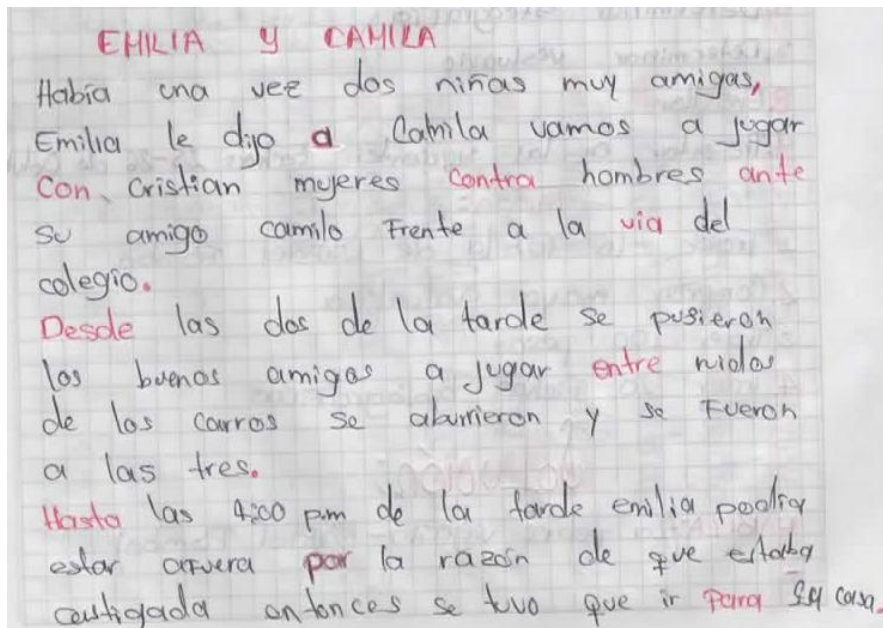 EMILIA y CAMILA
Había una vez dos niñas muy amigas,
Emilia le dijo a Camila vamos a jugar
con, cristian mujeres contra hombres ante
su amigo camilo Frente a la via del
colegio.
Desde las dos de la tarde se pusieron
los buenos amigos a jugar entre ruidos
de los carros se aburrieron y se Fueron
a las tres.
Hasta las 4:00 p.m de la tarde emilia podia
estar afuera por la razón de que estaba
castigada entonces se tuvo que ir Para su casa.